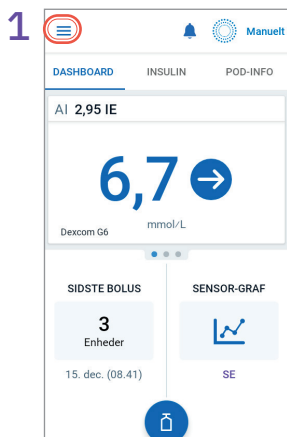 1
Manuelt
DASHBOARD INSULIN POD-INFO
AI 2,95 IE
6,7
Dexcom G6 mmol/L
SIDSTE BOLUS SENSOR-GRAF
3
Enheder
15. dec. (08.41) SE